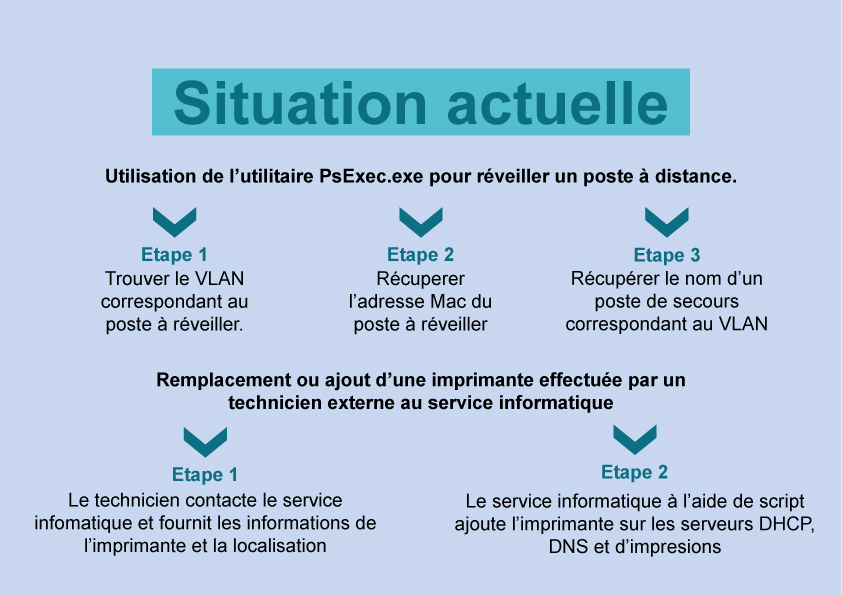 Situation actuelle
Utilisation de l’utilitaire PsExec.exe pour réveiller un poste à distance.
Etape 1
Trouver le VLAN
correspondant au
poste à réveiller.
Etape 2
Récuperer
l’adresse Mac du
poste à réveiller
Etape 3
Récupérer le nom d’un
poste de secours
correspondant au VLAN
Remplacement ou ajout d’une imprimante effectuée par un
technicien externe au service informatique
Etape 1
Le technicien contacte le service
infomatique et fournit les informations de
l’imprimante et la localisation
Etape 2
Le service informatique à l’aide de script
ajoute l’imprimante sur les serveurs DHCP,
DNS et d’impresions